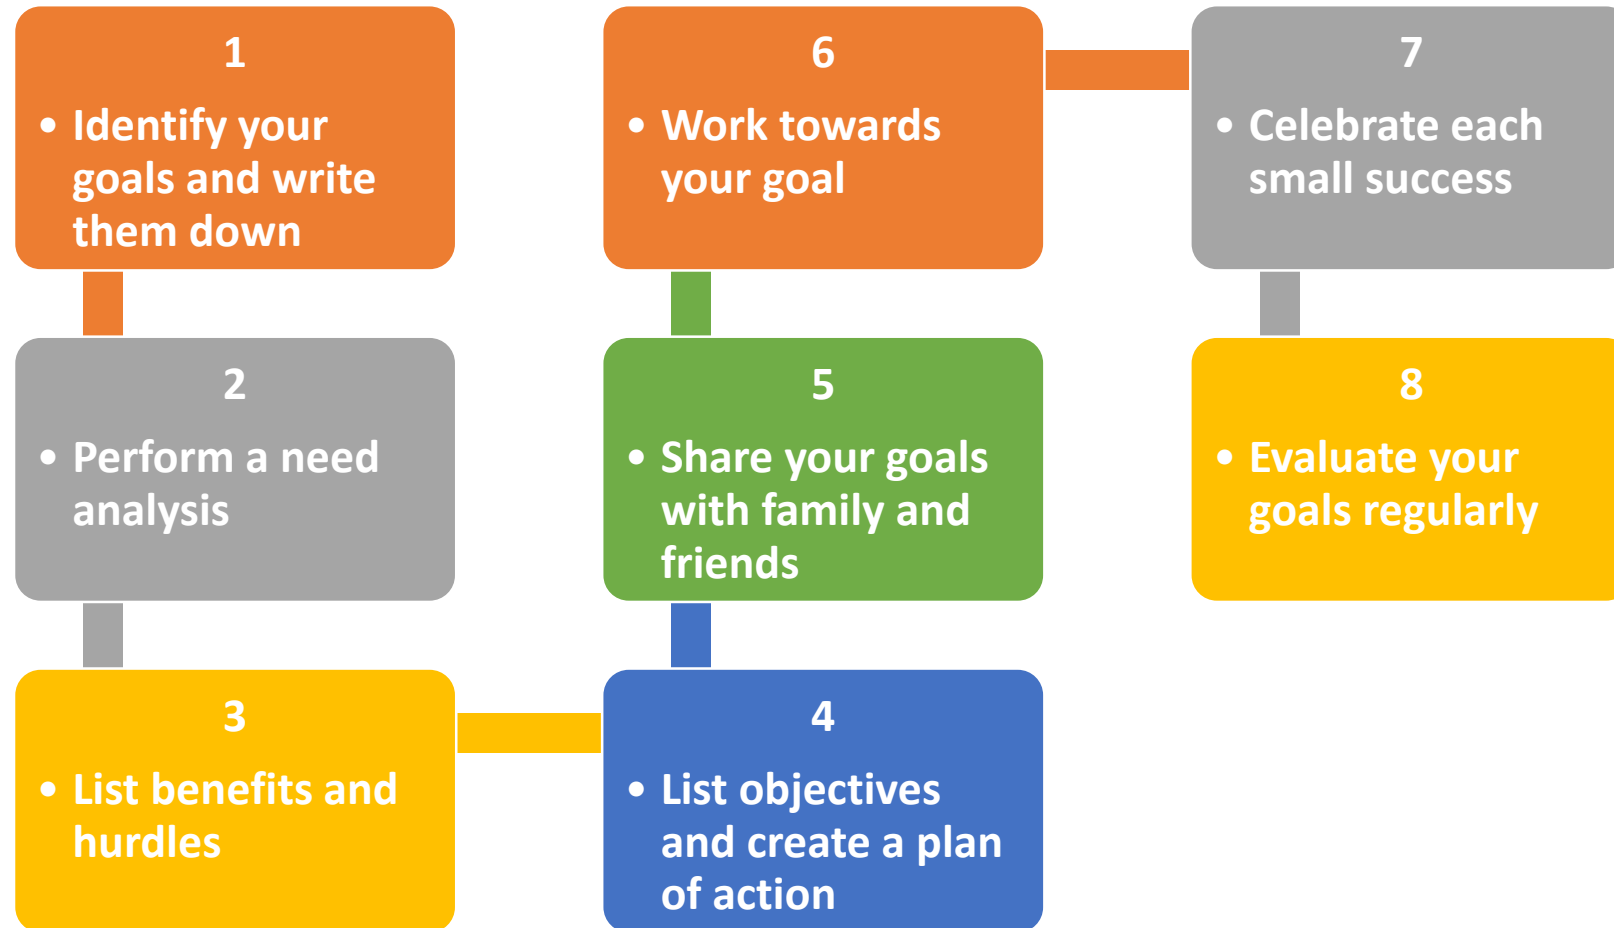 1
• Identify your
goals and write
them down
2
• Perform a need
analysis
3
• List benefits and
hurdles
4
• List objectives
and create a plan
of action
5
• Share your goals
with family and
friends
6
• Work towards
your goal
7
• Celebrate each
small success
8
• Evaluate your
goals regularly